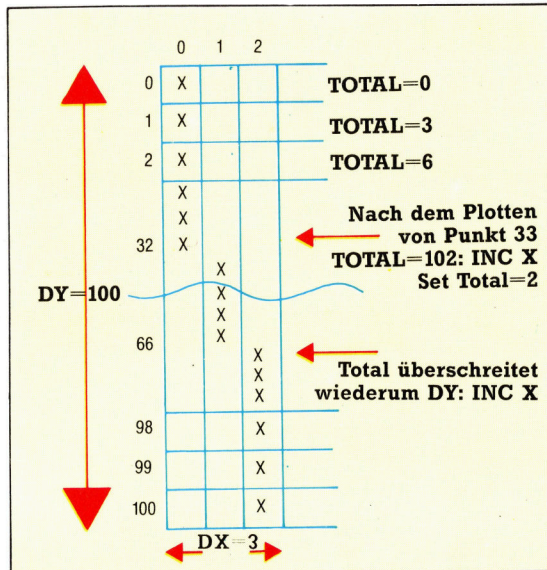 0 1 2
0 X TOTAL=0
1 X TOTAL=3
2 X TOTAL=6
X
X
32 X
Nach dem Plotten
von Punkt 33
TOTAL=102: INC X
Set Total=2
X
DY=100
X
X
66 X
X
X
X
Total überschreitet
wiederum DY: INC X
98 X
99 X
100 X
DX=3